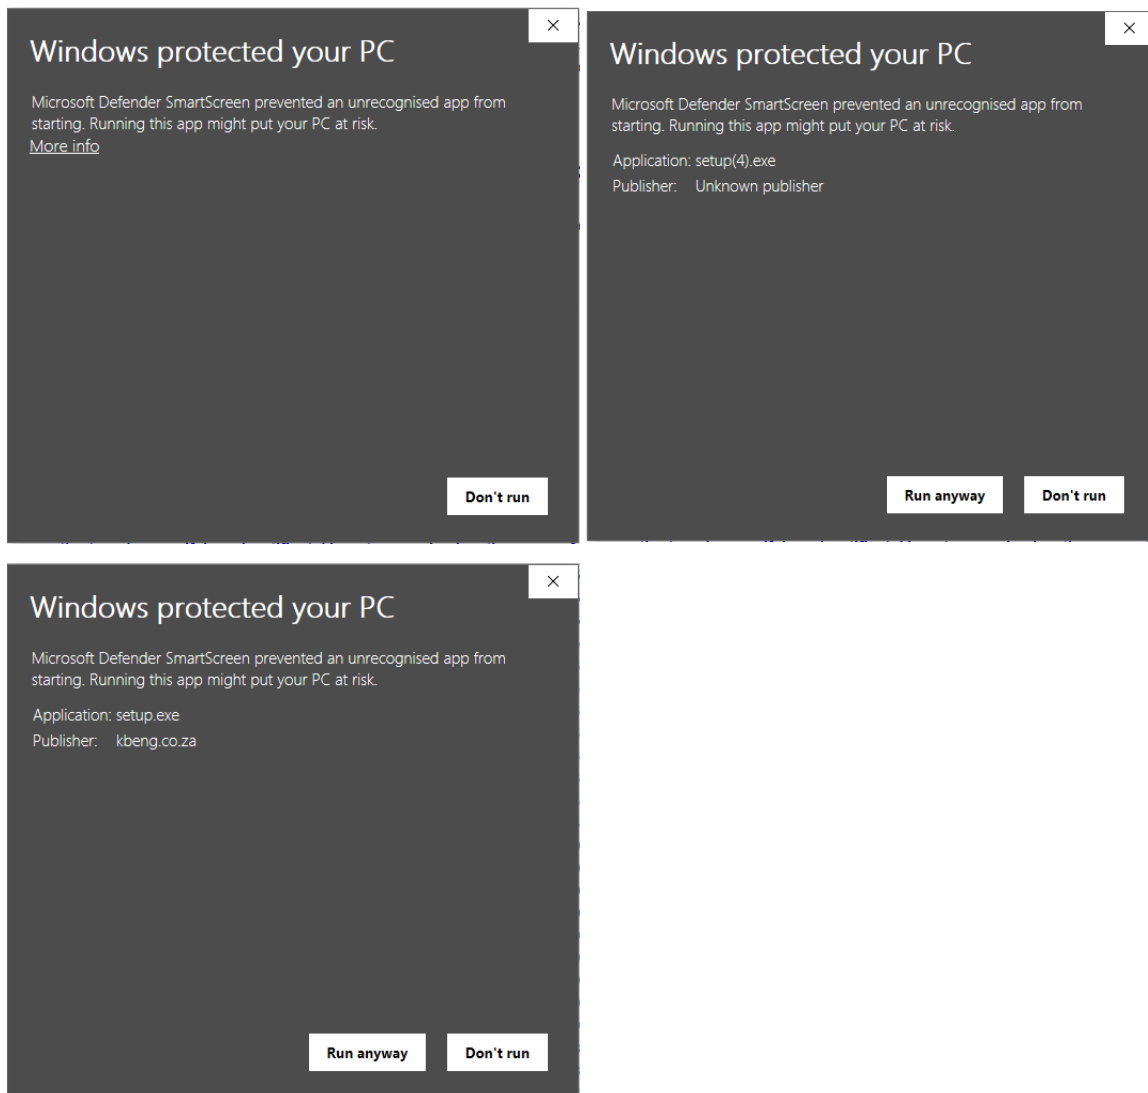 Windows protected your PC
Microsoft Defender SmartScreen prevented an unrecognised app from
starting. Running this app might put your PC at risk.
More info
Don't run
Windows protected your PC
Microsoft Defender SmartScreen prevented an unrecognised app from
starting. Running this app might put your PC at risk.
Application: setup(4).exe
Publisher: Unknown publisher
Run anyway Don't run
Windows protected your PC
Microsoft Defender SmartScreen prevented an unrecognised app from
starting. Running this app might put your PC at risk.
Application: setup.exe
Publisher: kbeng.co.za
Run anyway Don't run